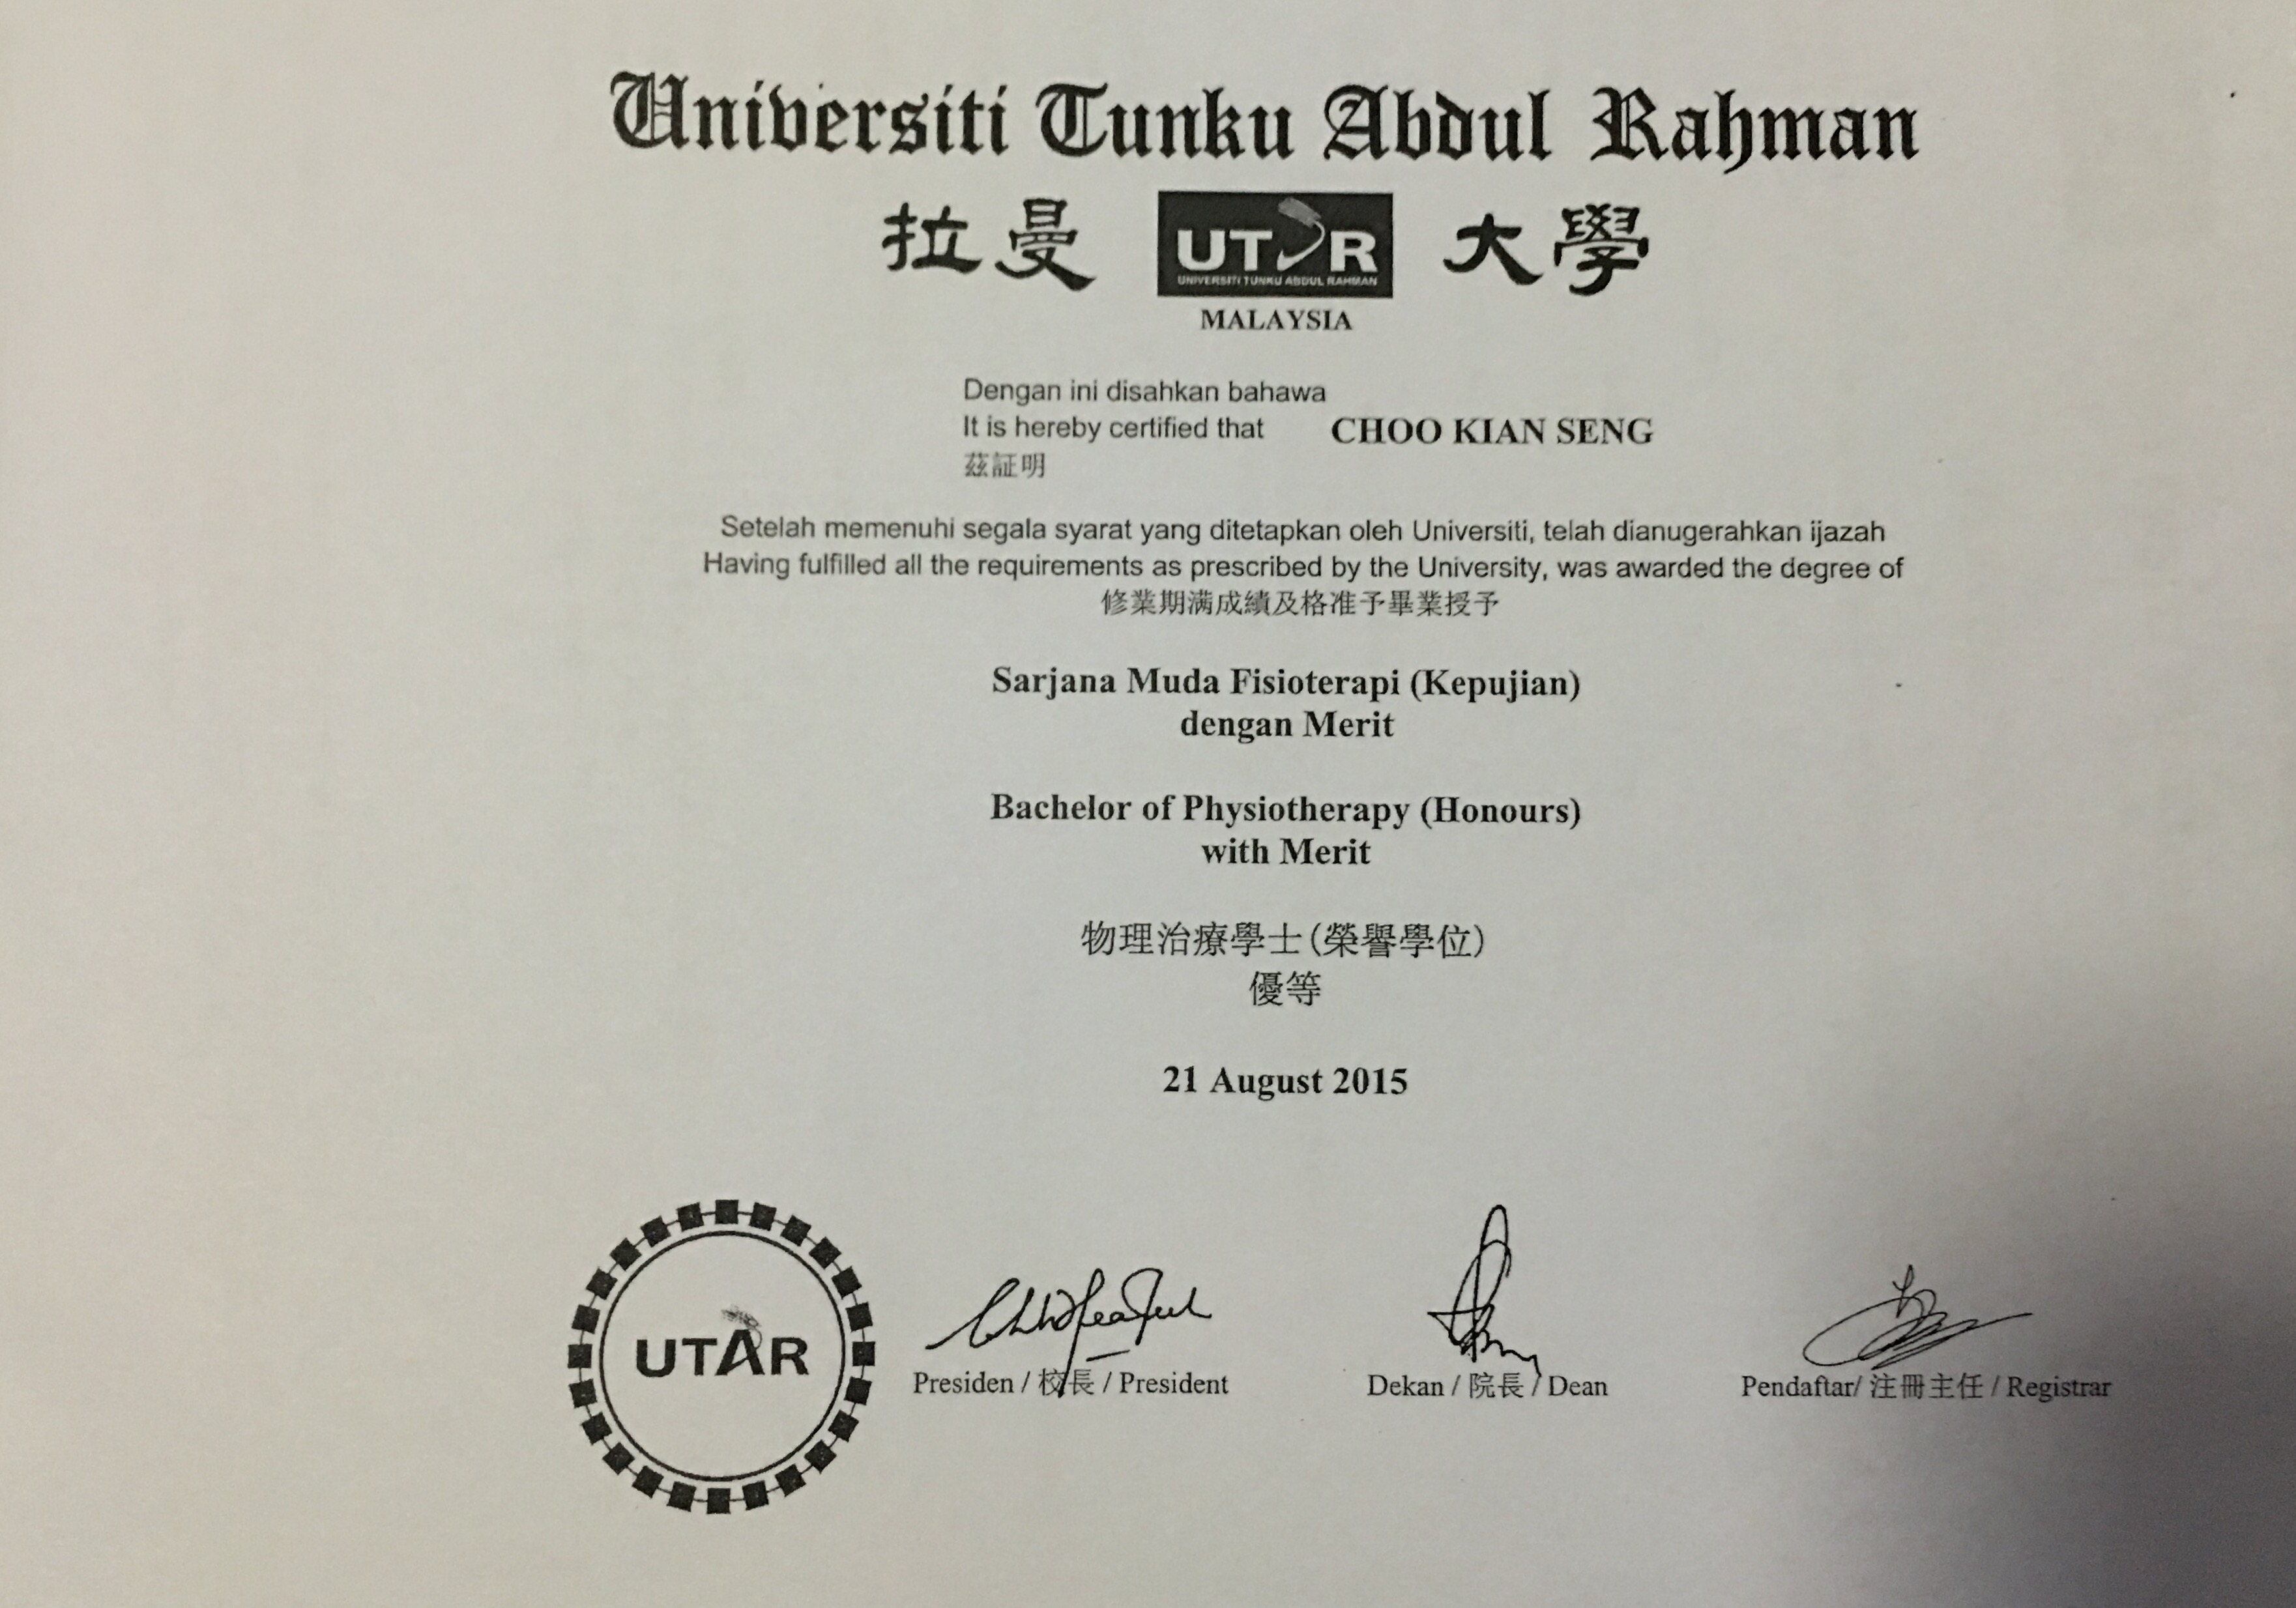 Universiti Tunku Abdul Rahman
拉曼 UTAR 大學
UNIVERSITI TUNKU ABDUL RAHMAN
MALAYSIA
Dengan ini disahkan bahawa
It is hereby certified that CHOO KIAN SENG
茲証明
Setelah memenuhi segala syarat yang ditetapkan oleh Universiti, telah dianugerahkan ijazah
Having fulfilled all the requirements as prescribed by the University, was awarded the degree of
修業期满成績及格准予畢業授予
Sarjana Muda Fisioterapi (Kepujian)
dengan Merit
Bachelor of Physiotherapy (Honours)
with Merit
物理治療學士(榮譽學位)
優等
21 August 2015
UTAR
Presiden / 校長 / President
Dekan / 院長 / Dean
Pendaftar/ 注冊主任 / Registrar